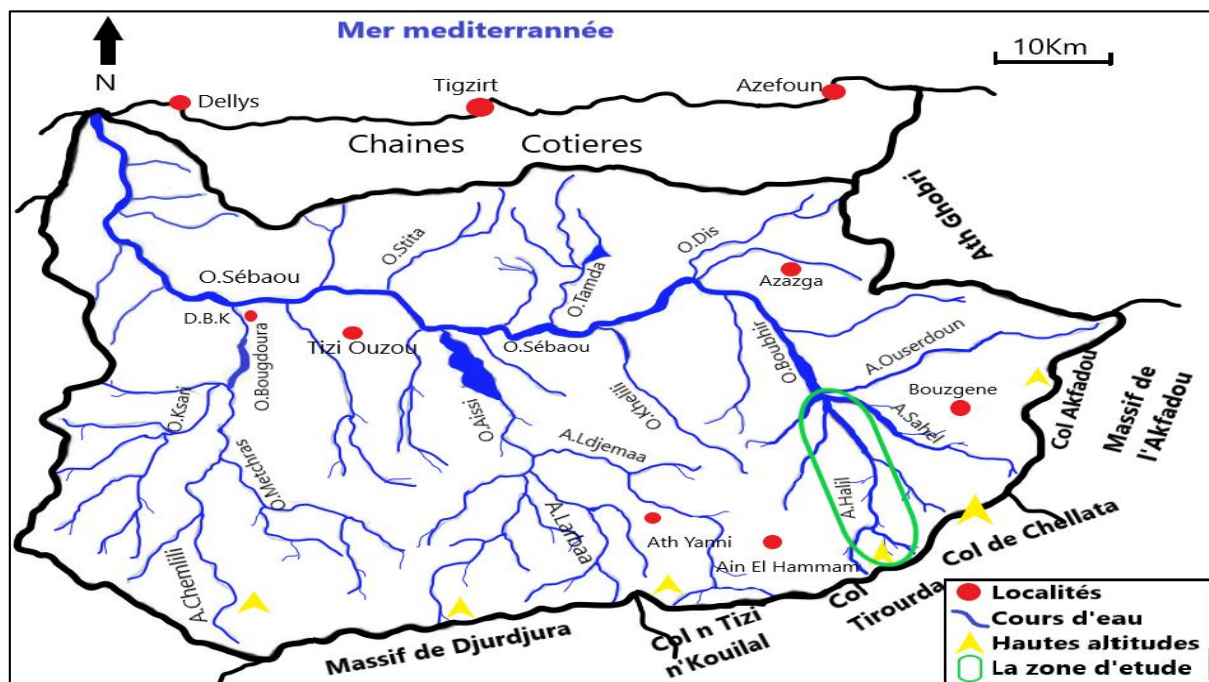 Mer mediterrannée
10Km
N
Dellys
Tigzirt
Azefoun
Chaines Cotieres
Ath Ghobri
O.Stita
O.Dis
O.Sébaou
O.Tamda
Azazga
D.B.K
Tizi Ouzou
O.Sébaou
O.Bougdoura
O.Boubhir
A.Ouserdoun
Bouzgene
Col Akfadou
Massif de
l'Akfadou
O.Ksari
O.Aissi
O.Khelili
A.Sahel
A.Ldjemaa
O.Metchras
A.Halil
A.Chemlili
A.Larbaa
Ath Yanni
Ain El Hammam
Col de Chellata
Col
Tirourda
Massif de Djurdjura
Col n Tizi
n'Kouilal
Localités
Cours d'eau
Hautes altitudes
La zone d'etude